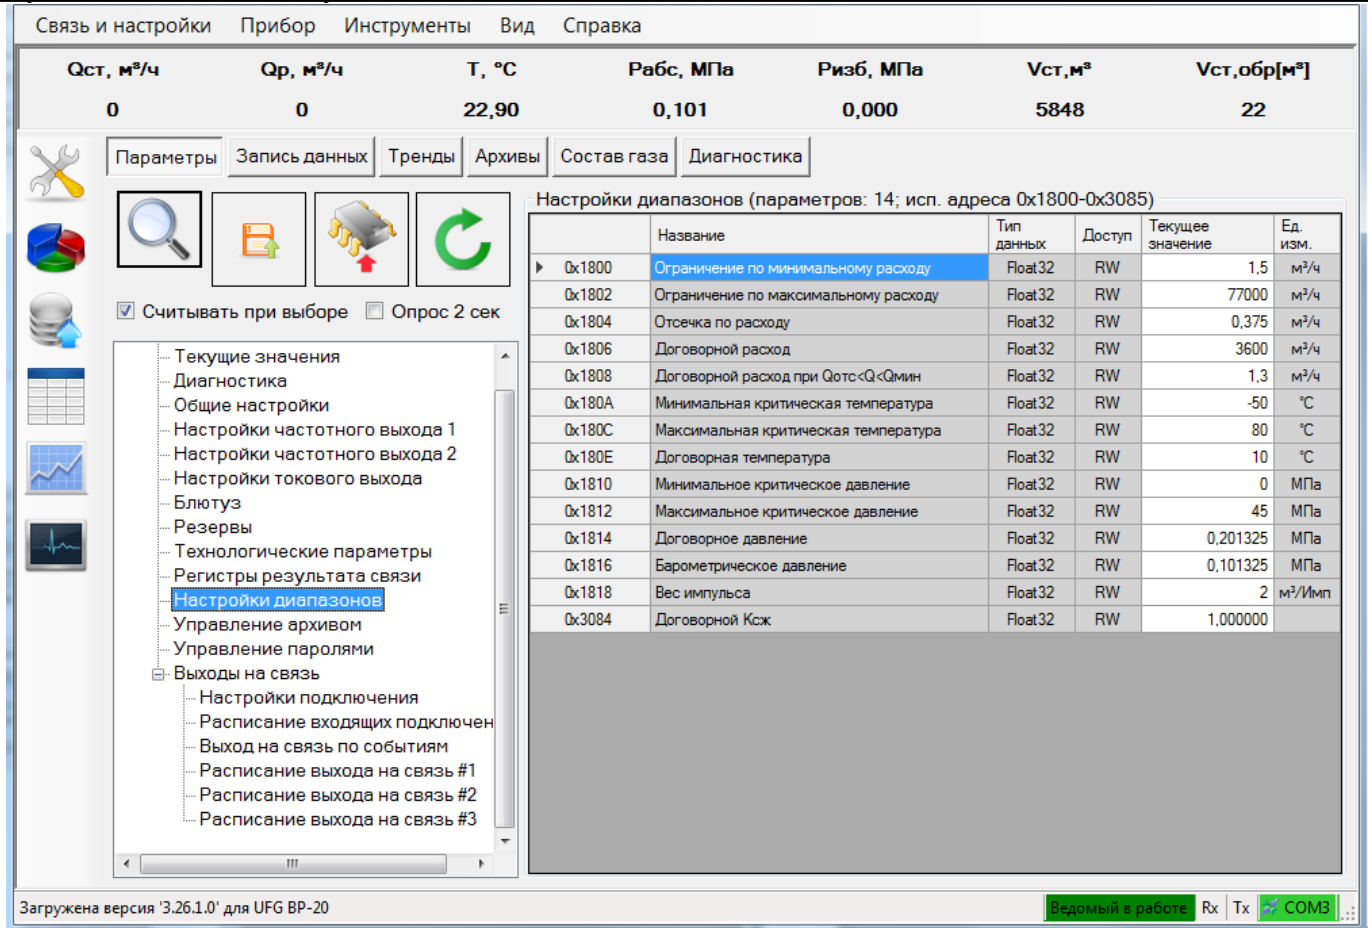 Связь и настройки Прибор Инструменты Вид Справка
Qст, м³/ч Qр, м³/ч T, °C Pабс, МПа Pизб, МПа Vст,м³ Vст,обр[м³]
0 0 22,90 0,101 0,000 5848 22
Параметры Запись данных Тренды Архивы Состав газа Диагностика
Настройки диапазонов (параметров: 14; исп. адреса 0x1800-0x3085)
Считывать при выборе Опрос 2 сек
Текущие значения
Диагностика
Общие настройки
Настройки частотного выхода 1
Настройки частотного выхода 2
Настройки токового выхода
Блютуз
Резервы
Технологические параметры
Регистры результата связи
Настройки диапазонов
Управление архивом
Управление паролями
Выходы на связь
Настройки подключения
Расписание входящих подключен
Выход на связь по событиям
Расписание выхода на связь #1
Расписание выхода на связь #2
Расписание выхода на связь #3
Название Тип данных Доступ Текущее значение Ед. изм.
0x1800 Ограничение по минимальному расходу Float32 RW 1,5 м³/ч
0x1802 Ограничение по максимальному расходу Float32 RW 77000 м³/ч
0x1804 Отсечка по расходу Float32 RW 0,375 м³/ч
0x1806 Договорной расход Float32 RW 3600 м³/ч
0x1808 Договорной расход при Qотс<Q<Qмин Float32 RW 1,3 м³/ч
0x180A Минимальная критическая температура Float32 RW -50 °C
0x180C Максимальная критическая температура Float32 RW 80 °C
0x180E Договорная температура Float32 RW 10 °C
0x1810 Минимальное критическое давление Float32 RW 0 МПа
0x1812 Максимальное критическое давление Float32 RW 45 МПа
0x1814 Договорное давление Float32 RW 0,201325 МПа
0x1816 Барометрическое давление Float32 RW 0,101325 МПа
0x1818 Вес импульса Float32 RW 2 м³/Имп
0x3084 Договорной Ксж Float32 RW 1,000000
Загружена версия '3.26.1.0' для UFG BP-20 Ведомый в работе Rx Tx COM3